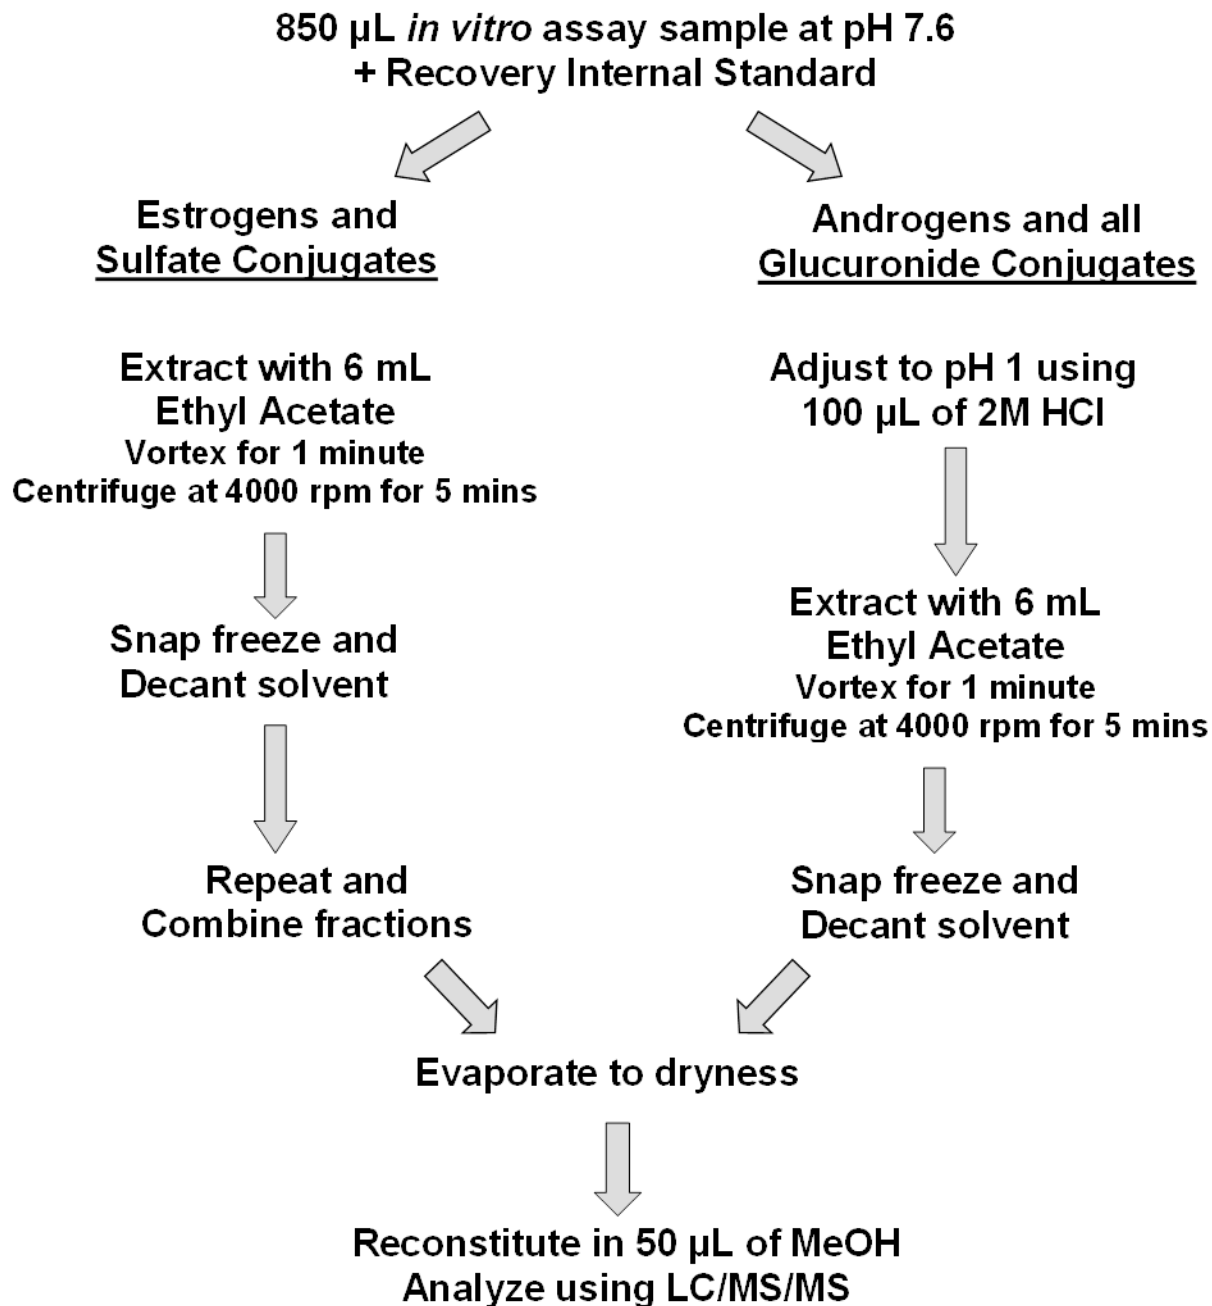 850 µL in vitro assay sample at pH 7.6
+ Recovery Internal Standard
Estrogens and
Sulfate Conjugates
Extract with 6 mL
Ethyl Acetate
Vortex for 1 minute
Centrifuge at 4000 rpm for 5 mins
Snap freeze and
Decant solvent
Repeat and
Combine fractions
Androgens and all
Glucuronide Conjugates
Adjust to pH 1 using
100 µL of 2M HCl
Extract with 6 mL
Ethyl Acetate
Vortex for 1 minute
Centrifuge at 4000 rpm for 5 mins
Snap freeze and
Decant solvent
Evaporate to dryness
Reconstitute in 50 µL of MeOH
Analyze using LC/MS/MS